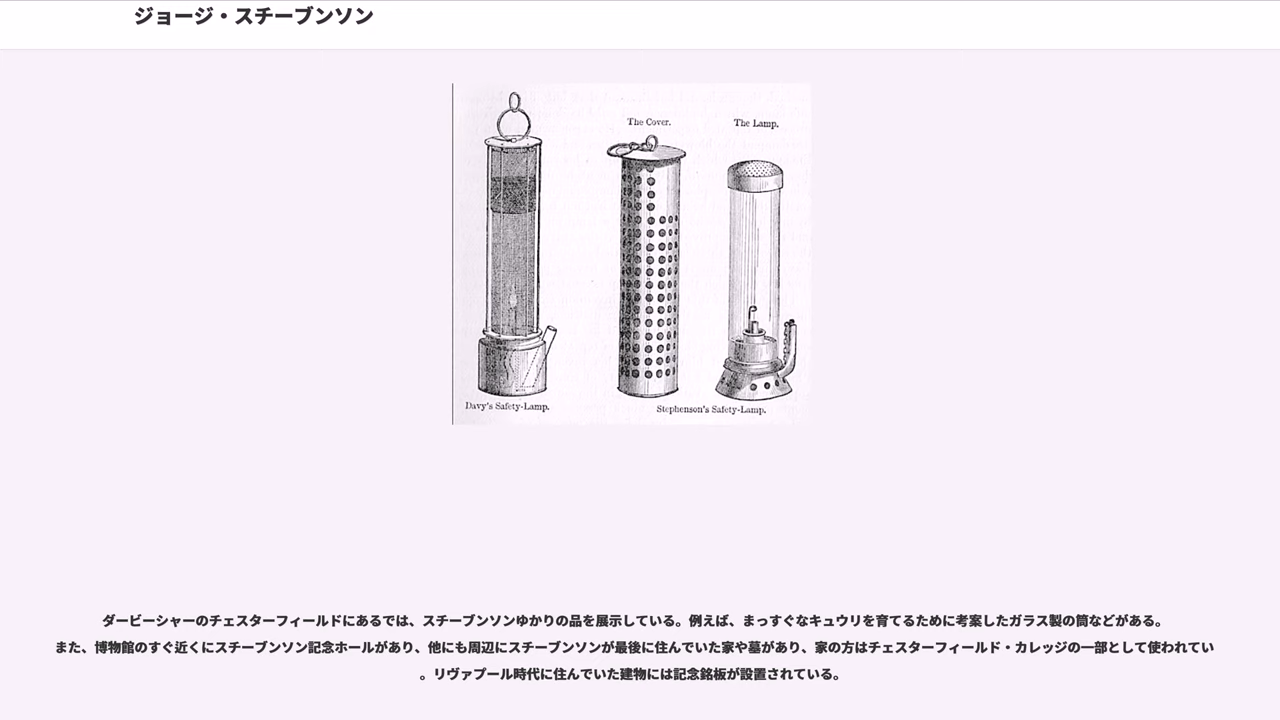 ジョージ・スチーブンソン
The Cover.
The Lamp.
Davy's Safety-Lamp.
Stephenson's Safety-Lamp.
ダービーシャーのチェスターフィールドにあるでは、スチーブンソンゆかりの品を展示している。例えば、まっすぐなキュウリを育てるために考案したガラス製の筒などがある。
また、博物館のすぐ近くにスチーブンソン記念ホールがあり、他にも周辺にスチーブンソンが最後に住んでいた家や墓があり、家の方はチェスターフィールド・カレッジの一部として使われてい
。リヴァプール時代に住んでいた建物には記念銘板が設置されている。